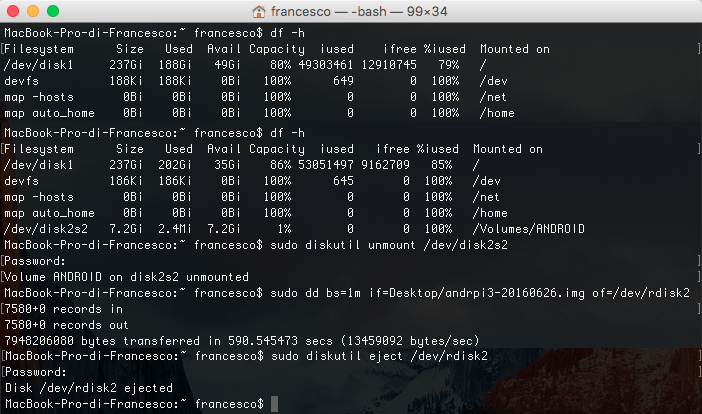 francesco — -bash — 99×34
MacBook-Pro-di-Francesco:~ francesco$ df -h
[Filesystem Size Used Avail Capacity iused ifree %iused Mounted on ]
/dev/disk1 237Gi 188Gi 49Gi 80% 49303461 12910745 79% /
devfs 188Ki 188Ki 0Bi 100% 649 0 100% /dev
map -hosts 0Bi 0Bi 0Bi 100% 0 0 100% /net
map auto_home 0Bi 0Bi 0Bi 100% 0 0 100% /home
MacBook-Pro-di-Francesco:~ francesco$ df -h
[Filesystem Size Used Avail Capacity iused ifree %iused Mounted on ]
/dev/disk1 237Gi 202Gi 35Gi 86% 53051497 9162709 85% /
devfs 186Ki 186Ki 0Bi 100% 645 0 100% /dev
map -hosts 0Bi 0Bi 0Bi 100% 0 0 100% /net
map auto_home 0Bi 0Bi 0Bi 100% 0 0 100% /home
/dev/disk2s2 7.2Gi 2.4Mi 7.2Gi 1% 0 0 100% /Volumes/ANDROID
MacBook-Pro-di-Francesco:~ francesco$ sudo diskutil unmount /dev/disk2s2
[Password: ]
[Volume ANDROID on disk2s2 unmounted ]
MacBook-Pro-di-Francesco:~ francesco$ sudo dd bs=1m if=Desktop/andrpi3-20160626.img of=/dev/rdisk2
[7580+0 records in ]
7580+0 records out
7948206080 bytes transferred in 590.545473 secs (13459092 bytes/sec)
[MacBook-Pro-di-Francesco:~ francesco$ sudo diskutil eject /dev/rdisk2 ]
[Password: ]
Disk /dev/rdisk2 ejected
MacBook-Pro-di-Francesco:~ francesco$